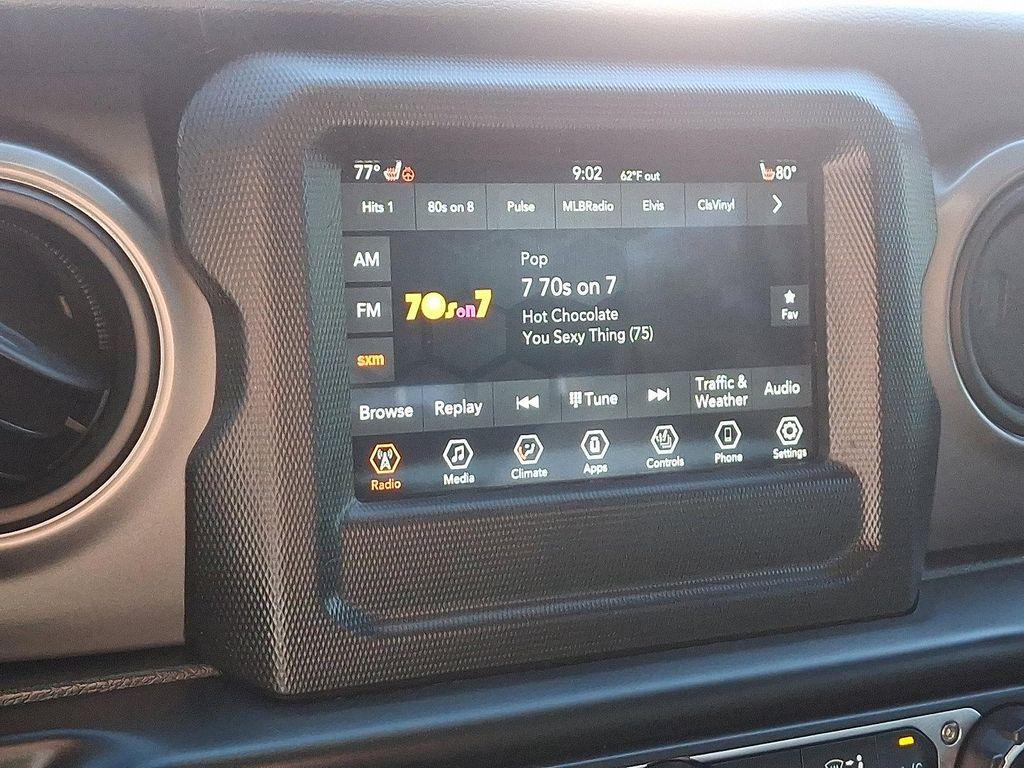 77° 9:02 62°F out 80°
Hits 1 80s on 8 Pulse MLBRadio Elvis ClsVinyl
AM
FM
sxm
70s on 7
Pop
7 70s on 7
Hot Chocolate
You Sexy Thing (75)
Fav
Browse Replay Tune Traffic & Weather Audio
Radio Media Climate Apps Controls Phone Settings